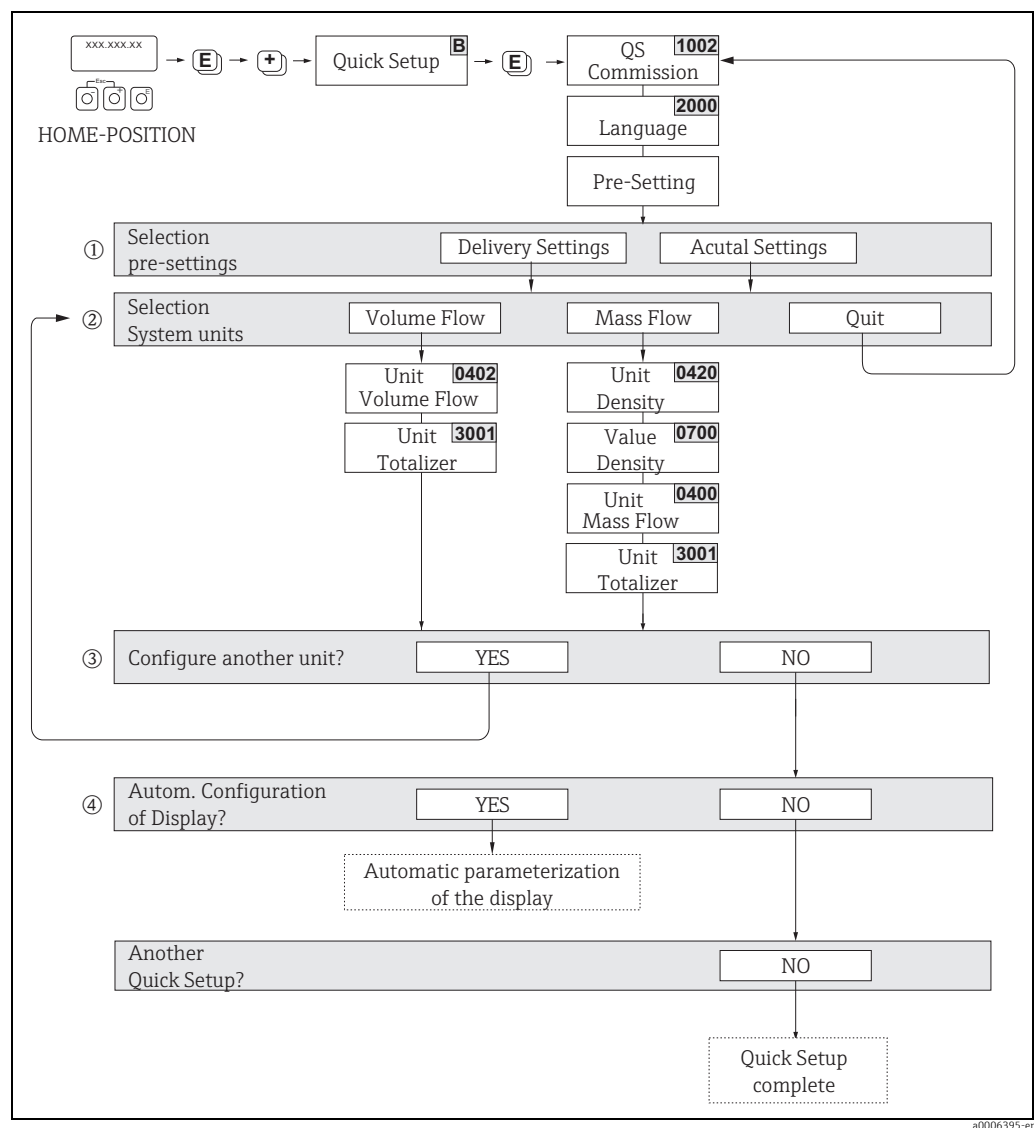 xxx.xxx.xx
E
+
Quick Setup B
E
QS 1002
Commission
Esc
- + E
HOME-POSITION
2000
Language
Pre-Setting
① Selection
pre-settings
Delivery Settings
Acutal Settings
② Selection
System units
Volume Flow
Mass Flow
Quit
Unit 0402
Volume Flow
Unit 3001
Totalizer
Unit 0420
Density
Value 0700
Density
Unit 0400
Mass Flow
Unit 3001
Totalizer
③ Configure another unit?
YES
NO
④ Autom. Configuration
of Display?
YES
NO
Automatic parameterization
of the display
Another
Quick Setup?
NO
Quick Setup
complete
a0006395-en